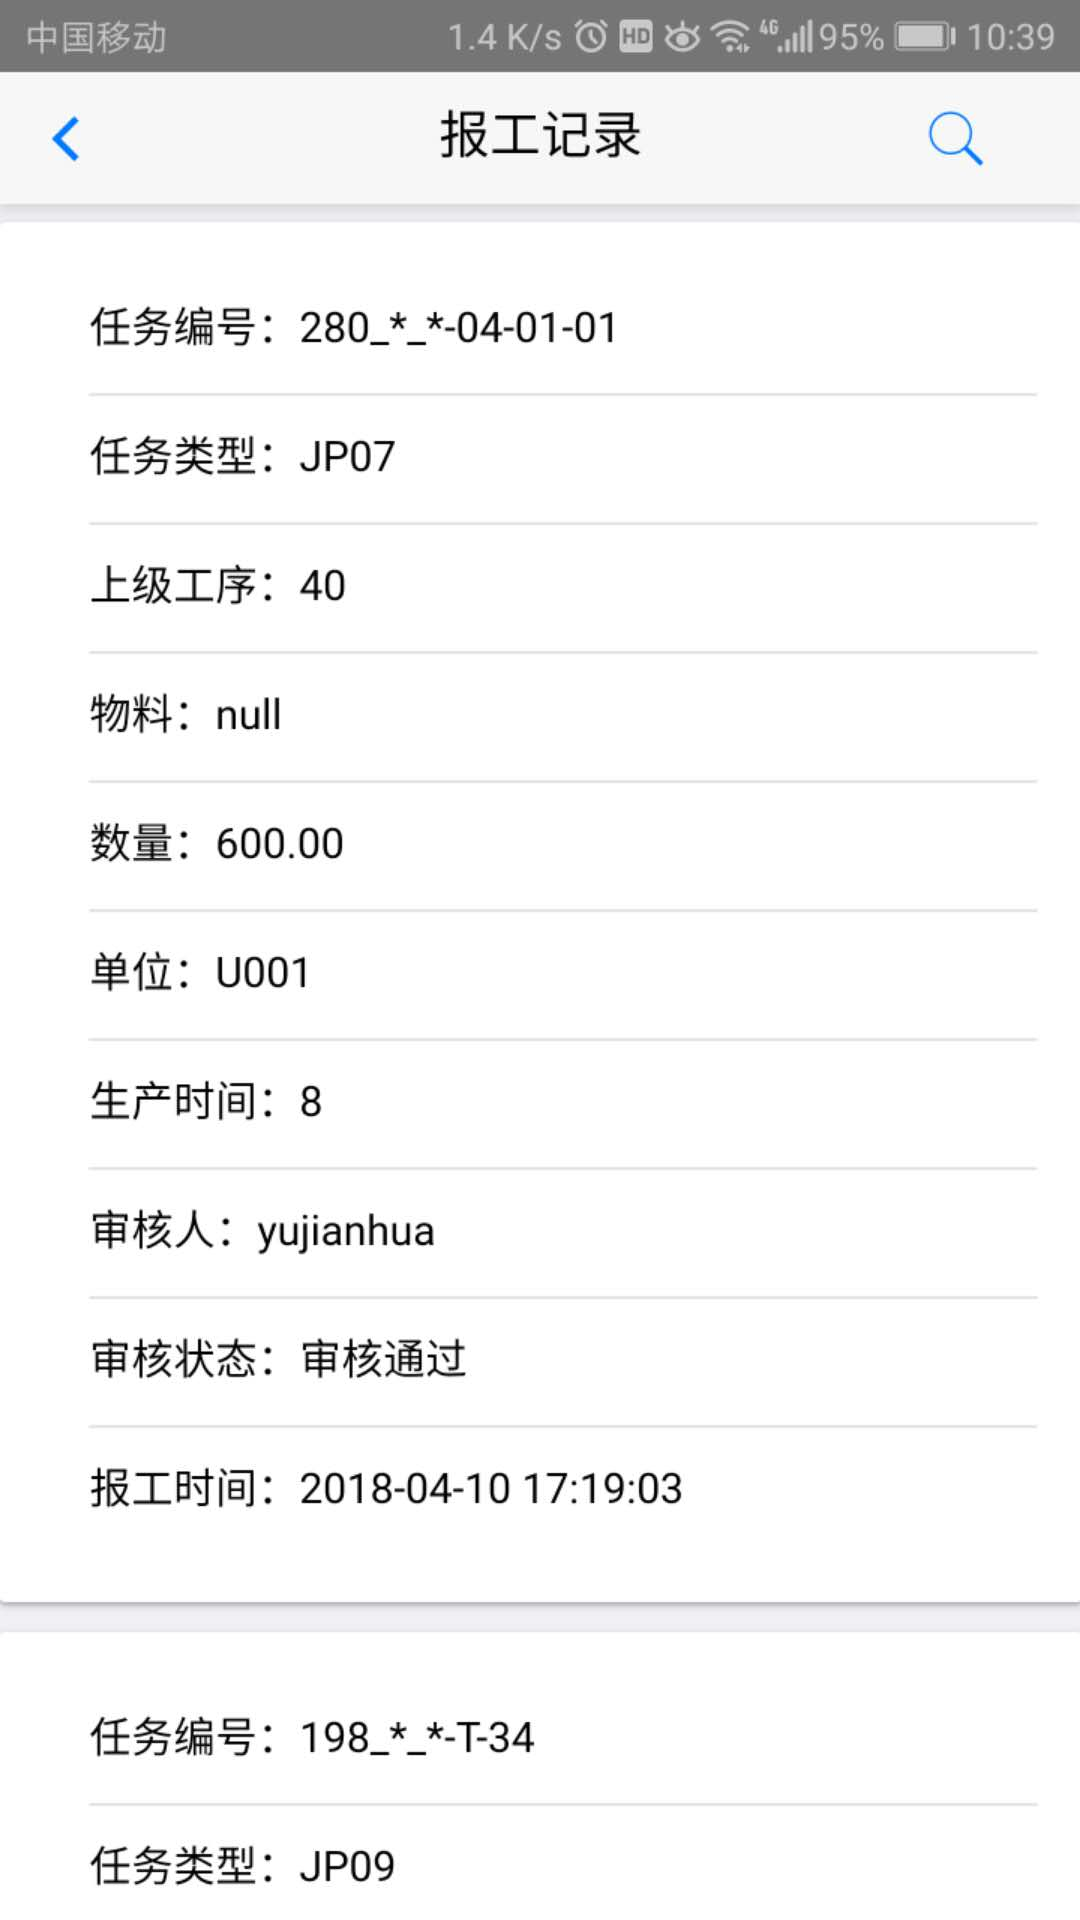 中国移动 1.4 K/s HD 4G 95% 10:39
报工记录
任务编号：280_*_*-04-01-01
任务类型：JP07
上级工序：40
物料：null
数量：600.00
单位：U001
生产时间：8
审核人：yujianhua
审核状态：审核通过
报工时间：2018-04-10 17:19:03
任务编号：198_*_*-T-34
任务类型：JP09